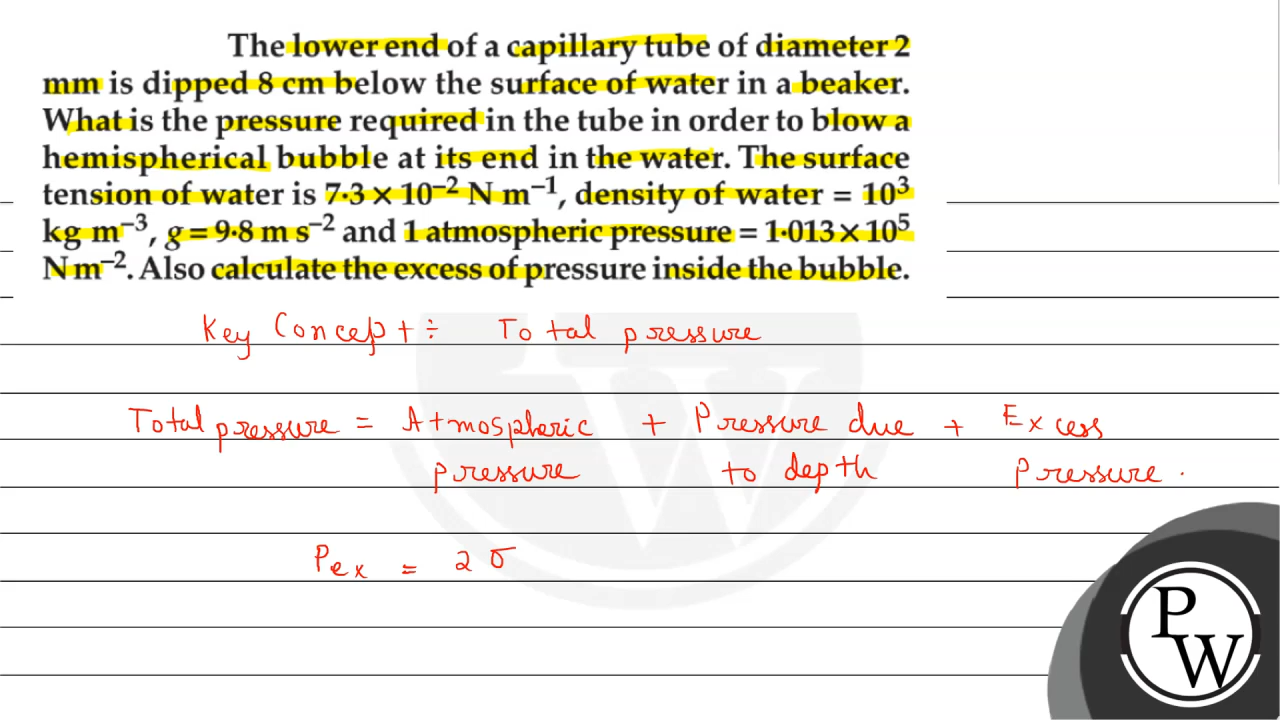 The lower end of a capillary tube of diameter 2
mm is dipped 8 cm below the surface of water in a beaker.
What is the pressure required in the tube in order to blow a
hemispherical bubble at its end in the water. The surface
tension of water is 7·3 × 10⁻² N m⁻¹, density of water = 10³
kg m⁻³, g = 9·8 m s⁻² and 1 atmospheric pressure = 1·013 × 10⁵
N m⁻². Also calculate the excess of pressure inside the bubble.
Key Concept ÷ Total pressure
Total pressure = Atmospheric + Pressure due + Excess
pressure to depth Pressure.
Pex = 2σ
PW